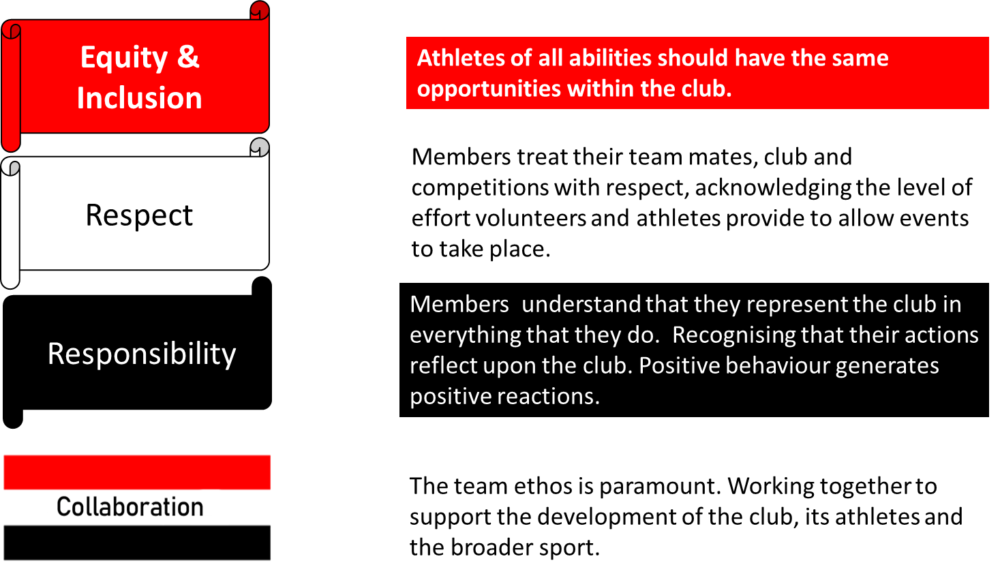 Equity &
Inclusion
Athletes of all abilities should have the same
opportunities within the club.
Respect
Members treat their team mates, club and
competitions with respect, acknowledging the level of
effort volunteers and athletes provide to allow events
to take place.
Responsibility
Members  understand that they represent the club in
everything that they do.  Recognising that their actions
reflect upon the club. Positive behaviour generates
positive reactions.
Collaboration
The team ethos is paramount. Working together to
support the development of the club, its athletes and
the broader sport.